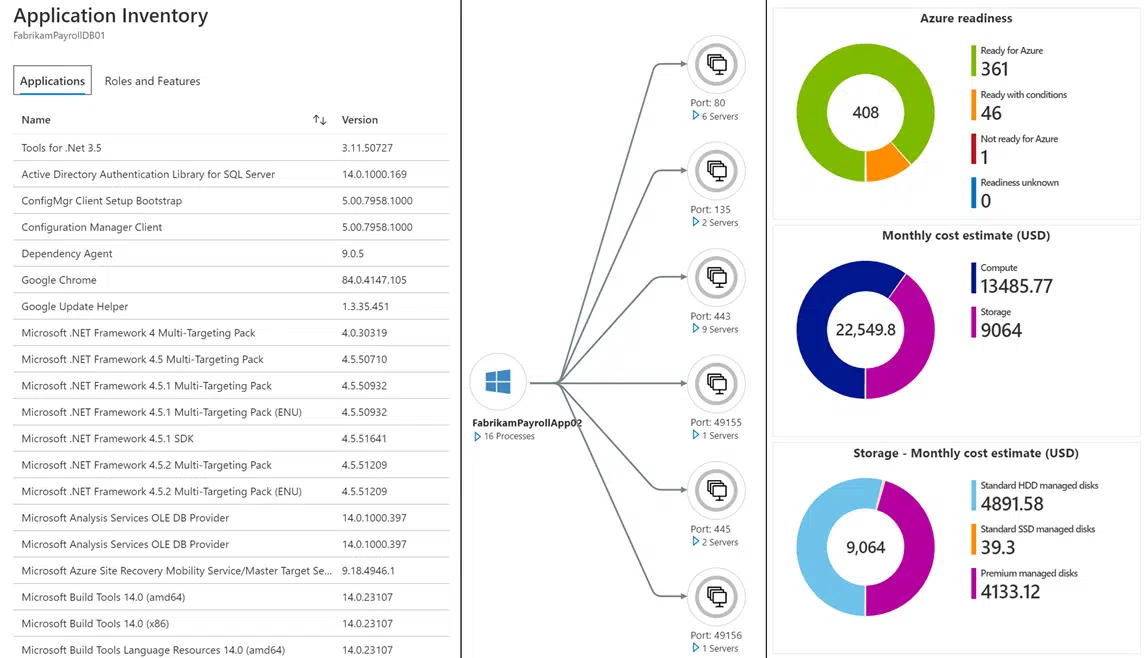 Application Inventory
FabrikamPayrollDB01
Applications Roles and Features
Name Version
Tools for .Net 3.5 3.11.50727
Active Directory Authentication Library for SQL Server 14.0.1000.169
ConfigMgr Client Setup Bootstrap 5.00.7958.1000
Configuration Manager Client 5.00.7958.1000
Dependency Agent 9.0.5
Google Chrome 84.0.4147.105
Google Update Helper 1.3.35.451
Microsoft .NET Framework 4 Multi-Targeting Pack 4.0.30319
Microsoft .NET Framework 4.5 Multi-Targeting Pack 4.5.50710
Microsoft .NET Framework 4.5.1 Multi-Targeting Pack 4.5.50932
Microsoft .NET Framework 4.5.1 Multi-Targeting Pack (ENU) 4.5.50932
Microsoft .NET Framework 4.5.1 SDK 4.5.51641
Microsoft .NET Framework 4.5.2 Multi-Targeting Pack 4.5.51209
Microsoft .NET Framework 4.5.2 Multi-Targeting Pack (ENU) 4.5.51209
Microsoft Analysis Services OLE DB Provider 14.0.1000.397
Microsoft Analysis Services OLE DB Provider 14.0.1000.397
Microsoft Azure Site Recovery Mobility Service/Master Target Se... 9.18.4946.1
Microsoft Build Tools 14.0 (amd64) 14.0.23107
Microsoft Build Tools 14.0 (x86) 14.0.23107
Microsoft Build Tools Language Resources 14.0 (amd64) 14.0.23107
FabrikamPayrollApp02
16 Processes
Port: 80
6 Servers
Port: 135
2 Servers
Port: 443
9 Servers
Port: 49155
1 Servers
Port: 445
2 Servers
Port: 49156
1 Servers
Azure readiness
408
Ready for Azure
361
Ready with conditions
46
Not ready for Azure
1
Readiness unknown
0
Monthly cost estimate (USD)
22,549.8
Compute
13485.77
Storage
9064
Storage - Monthly cost estimate (USD)
9,064
Standard HDD managed disks
4891.58
Standard SSD managed disks
39.3
Premium managed disks
4133.12